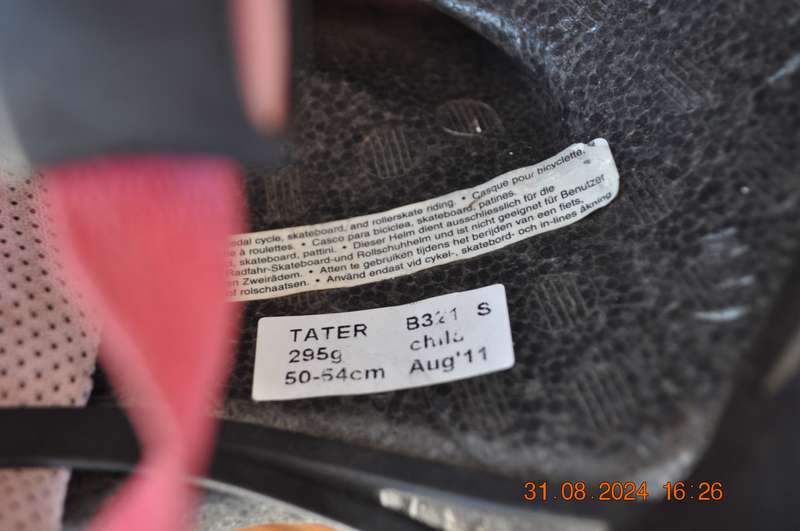 edal cycle, skateboard, and rollerskate riding. • Casque pour bicyclette,
e à roulettes. • Casco para biciclea, skateboard, patines.
, skateboard, pattini. • Dieser Helm dient ausschliesslich für die
Radfahr-Skateboard-und Rollschuhhelm und ist nicht geeignet für Benutzer
en Zweirädern. • Atten te gebruiken tijdens het berijden van een fiets,
of rolschaatsen. • Använd endast vid cykel-, skatebord- och in-lines åkning
TATER B321 S
295g child
50-54cm Aug'11
31.08.2024 16:26